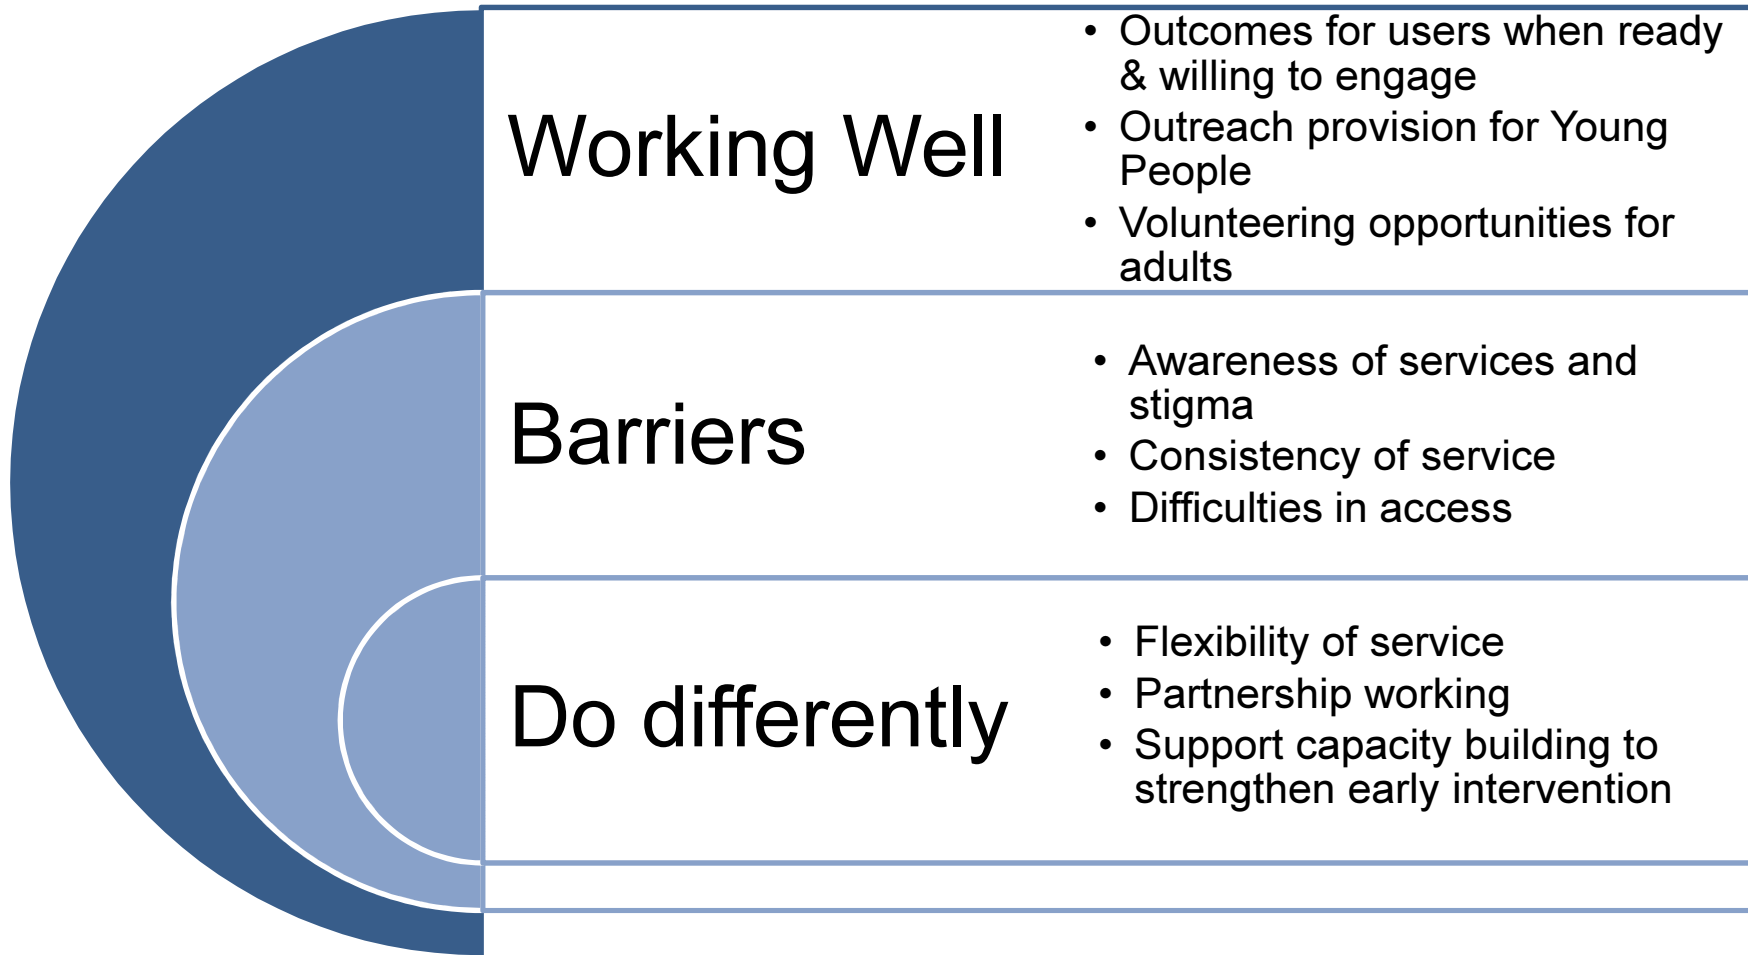 Working Well
• Outcomes for users when ready
& willing to engage
• Outreach provision for Young
People
• Volunteering opportunities for
adults
Barriers
• Awareness of services and
stigma
• Consistency of service
• Difficulties in access
Do differently
• Flexibility of service
• Partnership working
• Support capacity building to
strengthen early intervention